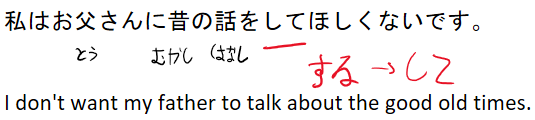 私はお父さんに昔の話をしてほしくないです。
とう むかし はなし
する→して
I don't want my father to talk about the good old times.